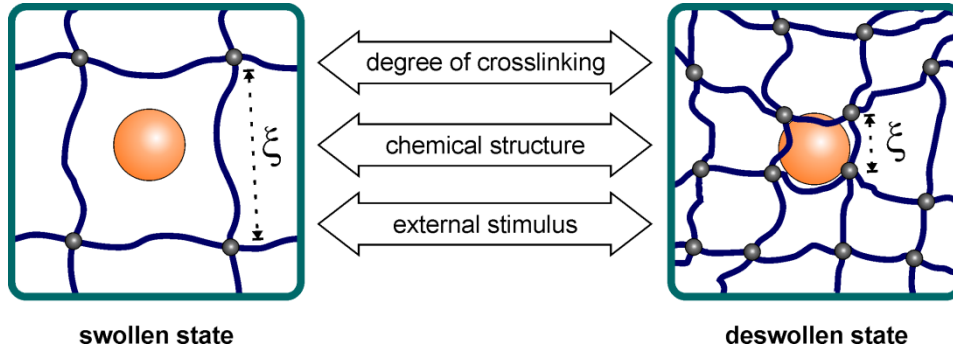 degree of crosslinking
ξ
chemical structure
ξ
external stimulus
swollen state
deswollen state